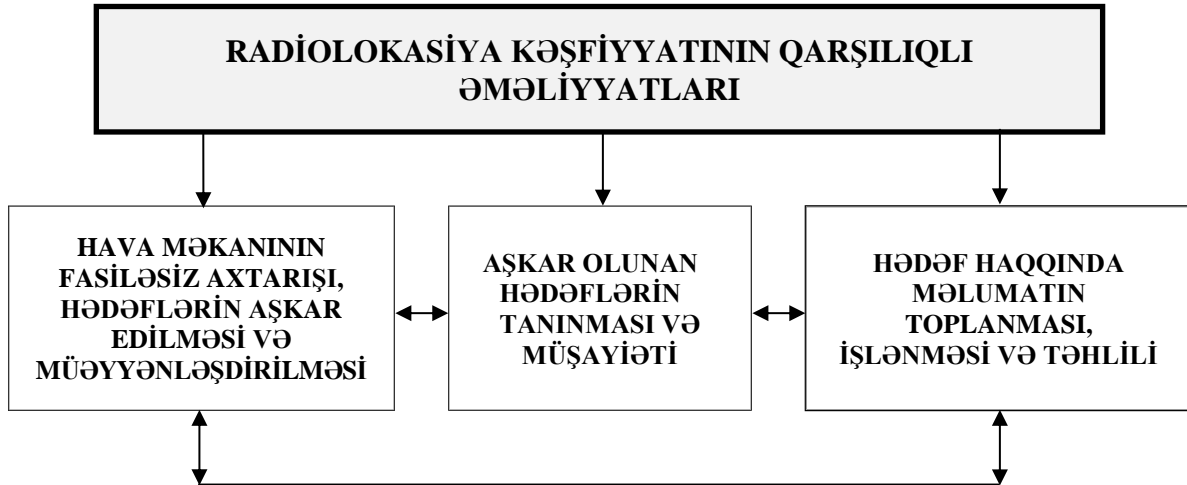 RADİOLOKASİYA KƏŞFİYYATININ QARŞILIQLI
ƏMƏLİYYATLARI
HAVA MƏKANININ
FASİLƏSİZ AXTARIŞI,
HƏDƏFLƏRİN AŞKAR
EDİLMƏSİ VƏ
MÜƏYYƏNLƏŞDİRİLMƏSİ
AŞKAR OLUNAN
HƏDƏFLƏRİN
TANINMASI VƏ
MÜŞAYİƏTİ
HƏDƏF HAQQINDA
MƏLUMATIN
TOPLANMASI,
İŞLƏNMƏSİ VƏ TƏHLİLİ